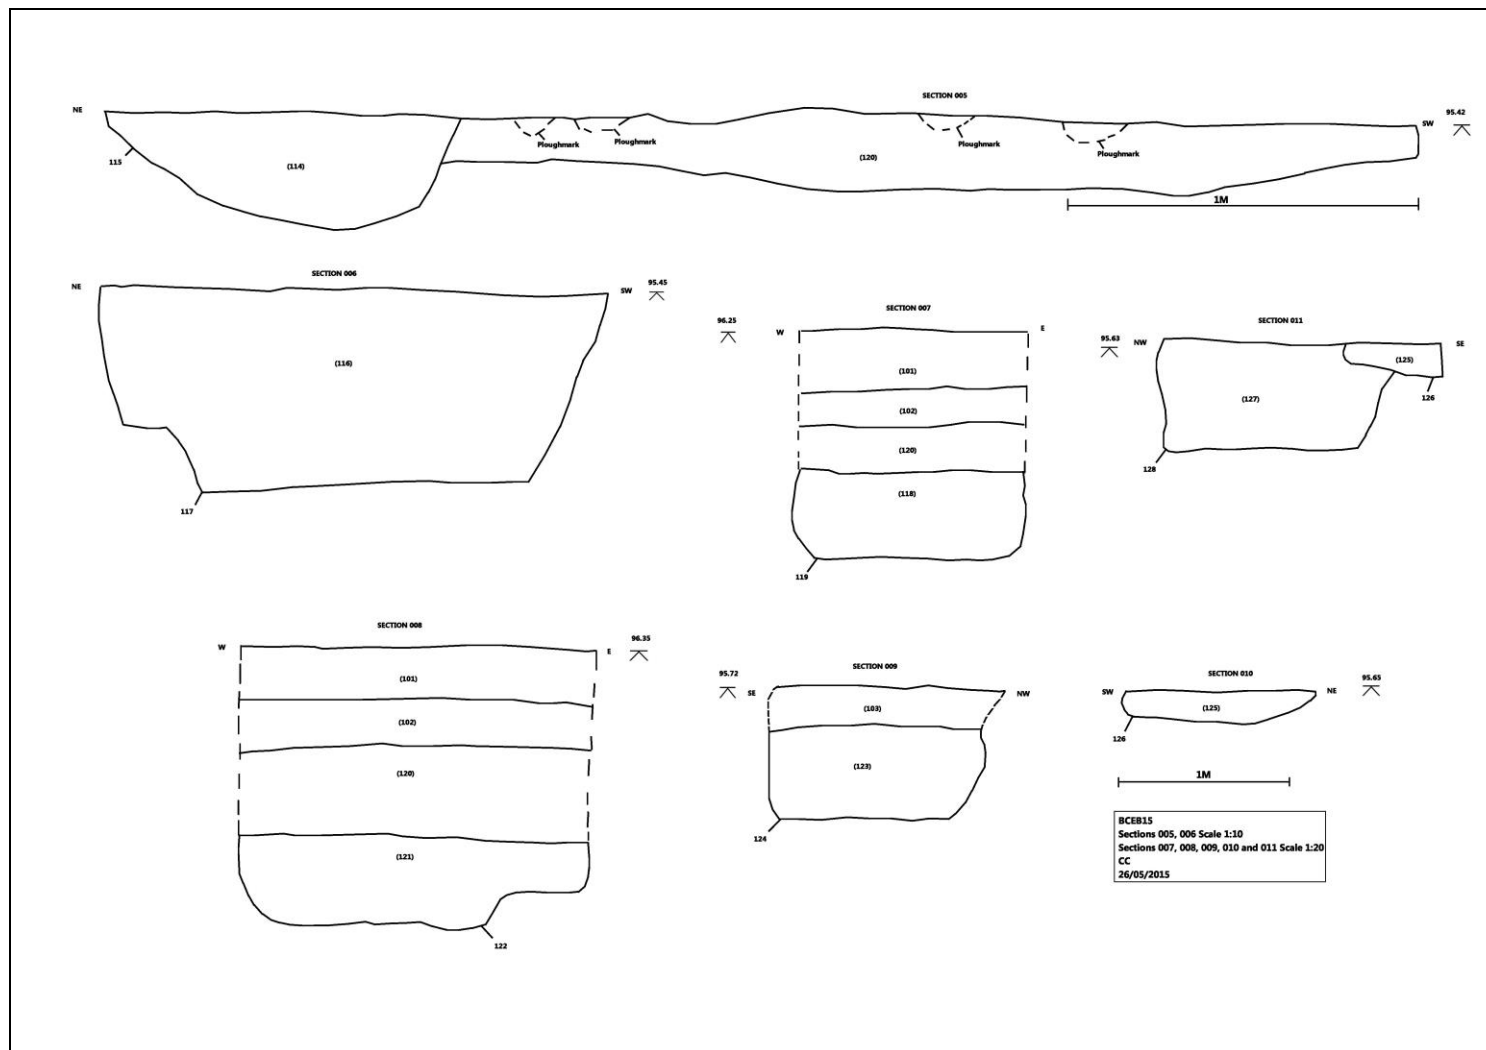 SECTION 005
NE
95.42
SW
Ploughmark
Ploughmark
Ploughmark
Ploughmark
115
(114)
(120)
1M
SECTION 006
NE
SW
95.45
(116)
117
SECTION 007
96.25
W
E
(101)
(102)
(120)
(118)
119
SECTION 011
95.63
NW
SE
(125)
126
(127)
128
SECTION 008
W
E
96.35
(101)
(102)
(120)
(121)
122
SECTION 009
95.72
SE
NW
(103)
(123)
124
SECTION 010
SW
NE
95.65
(125)
126
1M
BCEB15
Sections 005, 006 Scale 1:10
Sections 007, 008, 009, 010 and 011 Scale 1:20
CC
26/05/2015